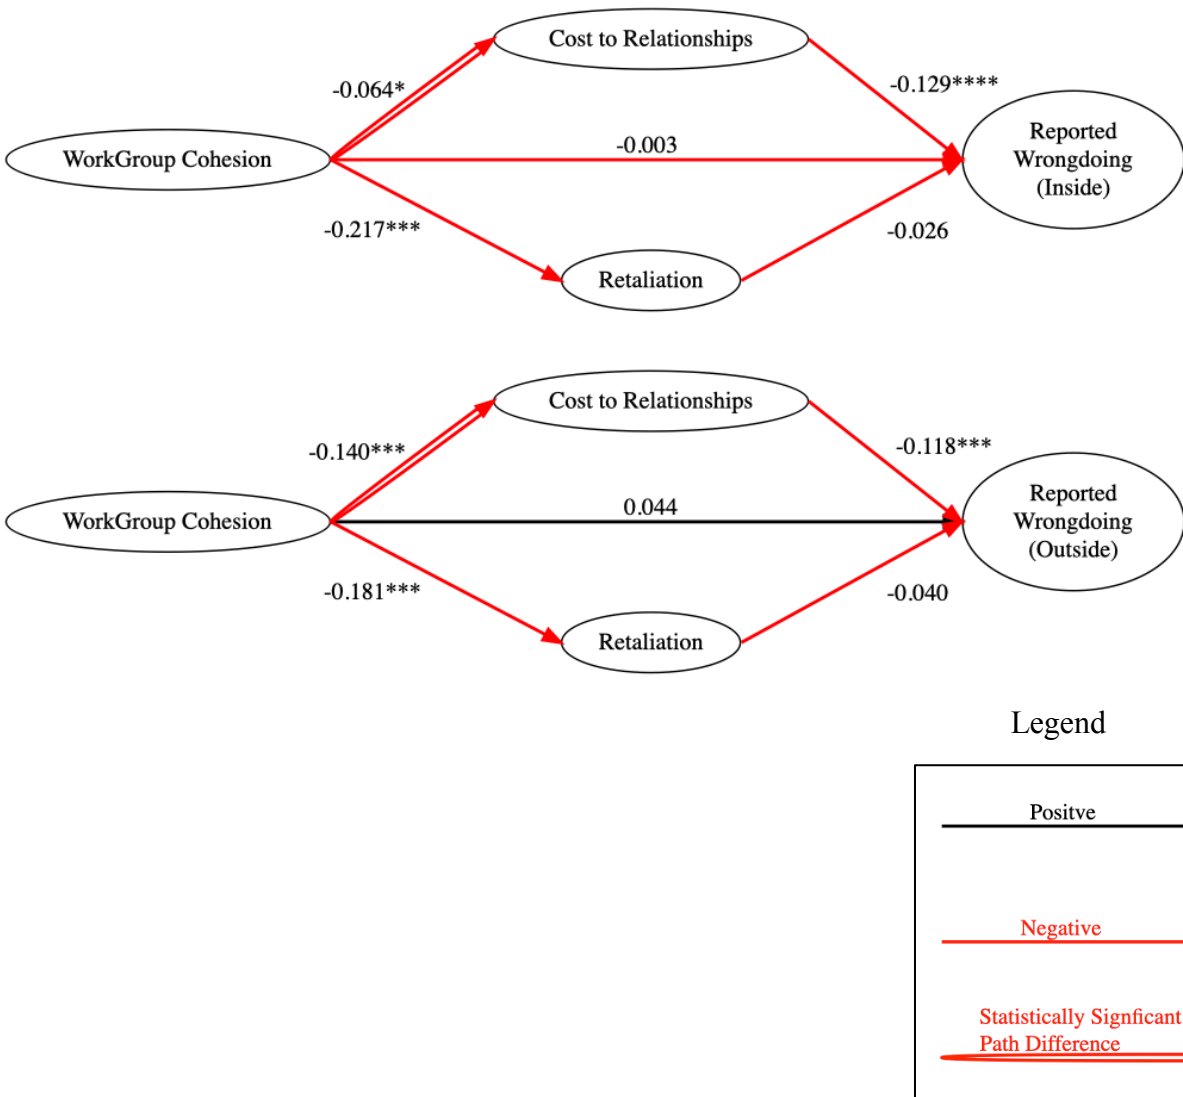 Cost to Relationships
-0.064*
-0.129****
WorkGroup Cohesion
-0.003
Reported
Wrongdoing
(Inside)
-0.217***
-0.026
Retaliation
Cost to Relationships
-0.140***
-0.118***
WorkGroup Cohesion
0.044
Reported
Wrongdoing
(Outside)
-0.181***
-0.040
Retaliation
Legend
Positve
Negative
Statistically Signficant
Path Difference